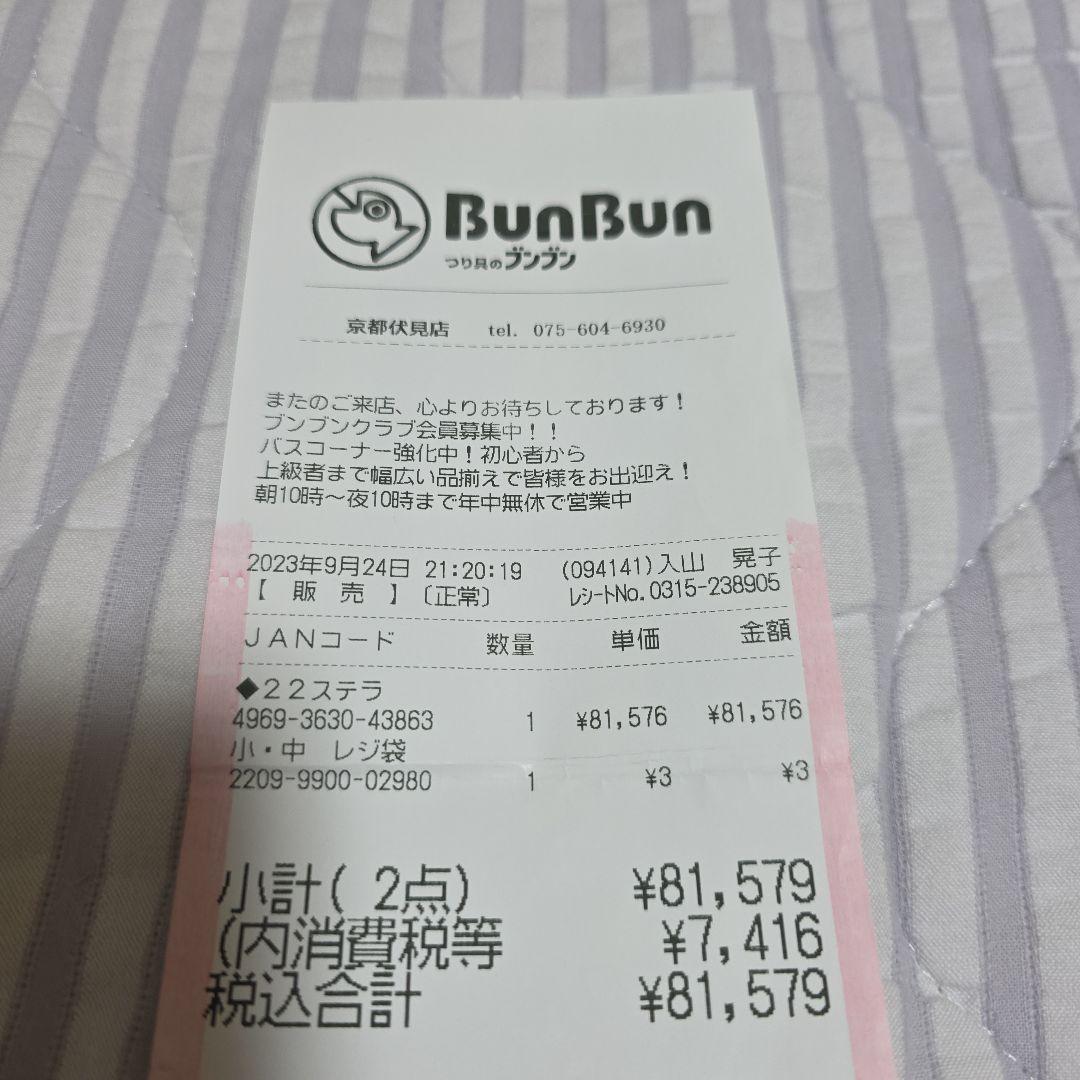 BunBun
つり具のブンブン
京都伏見店 tel. 075-604-6930
またのご来店、心よりお待ちしております！
ブンブンクラブ会員募集中！！
バスコーナー強化中！初心者から
上級者まで幅広い品揃えで皆様をお出迎え！
朝10時～夜10時まで年中無休で営業中
2023年9月24日 21:20:19 (094141)入山 晃子
【 販 売 】〔正常〕 レシートNo.0315-238905
JANコード 数量 単価 金額
◆22ステラ
4969-3630-43863 1 ¥81,576 ¥81,576
小・中 レジ袋
2209-9900-02980 1 ¥3 ¥3
小計( 2点) ¥81,579
(内消費税等 ¥7,416
税込合計 ¥81,579